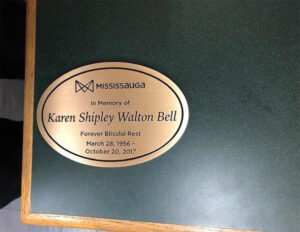 MISSISSAUGA
In Memory of
Karen Shipley Walton Bell
Forever Blissful Rest
March 28, 1956 -
October 20, 2017